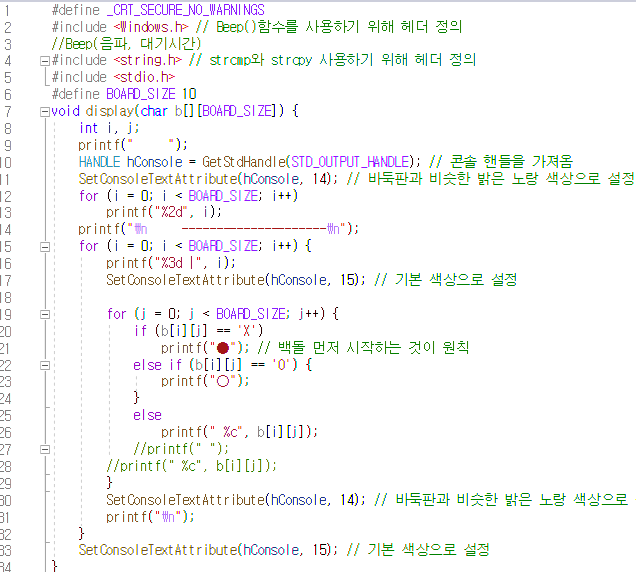 1 #define _CRT_SECURE_NO_WARNINGS
2 #include <Windows.h> // Beep()함수를 사용하기 위해 헤더 정의
3 //Beep(음파, 대기시간)
4 #include <string.h> // strcmp와 strcpy 사용하기 위해 헤더 정의
5 #include <stdio.h>
6 #define BOARD_SIZE 10
7 void display(char b[][BOARD_SIZE]) {
8 int i, j;
9 printf("     ");
10 HANDLE hConsole = GetStdHandle(STD_OUTPUT_HANDLE); // 콘솔 핸들을 가져옴
11 SetConsoleTextAttribute(hConsole, 14); // 바둑판과 비슷한 밝은 노랑 색상으로 설정
12 for (i = 0; i < BOARD_SIZE; i++)
13 printf("%2d", i);
14 printf("₩n     ---------------------₩n");
15 for (i = 0; i < BOARD_SIZE; i++) {
16 printf("%3d |", i);
17 SetConsoleTextAttribute(hConsole, 15); // 기본 색상으로 설정
18
19 for (j = 0; j < BOARD_SIZE; j++) {
20 if (b[i][j] == 'X')
21 printf("●"); // 백돌 먼저 시작하는 것이 원칙
22 else if (b[i][j] == 'O') {
23 printf("○");
24 }
25 else
26 printf(" %c", b[i][j]);
27 //printf(" ");
28 //printf(" %c", b[i][j]);
29 }
30 SetConsoleTextAttribute(hConsole, 14); // 바둑판과 비슷한 밝은 노랑 색상으로
31 printf("₩n");
32 }
33 SetConsoleTextAttribute(hConsole, 15); // 기본 색상으로 설정
34 }